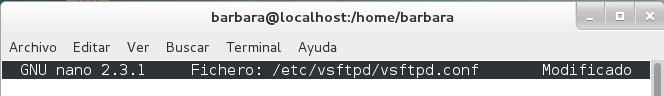 barbara@localhost:/home/barbara
Archivo Editar Ver Buscar Terminal Ayuda
GNU nano 2.3.1 Fichero: /etc/vsftpd/vsftpd.conf Modificado